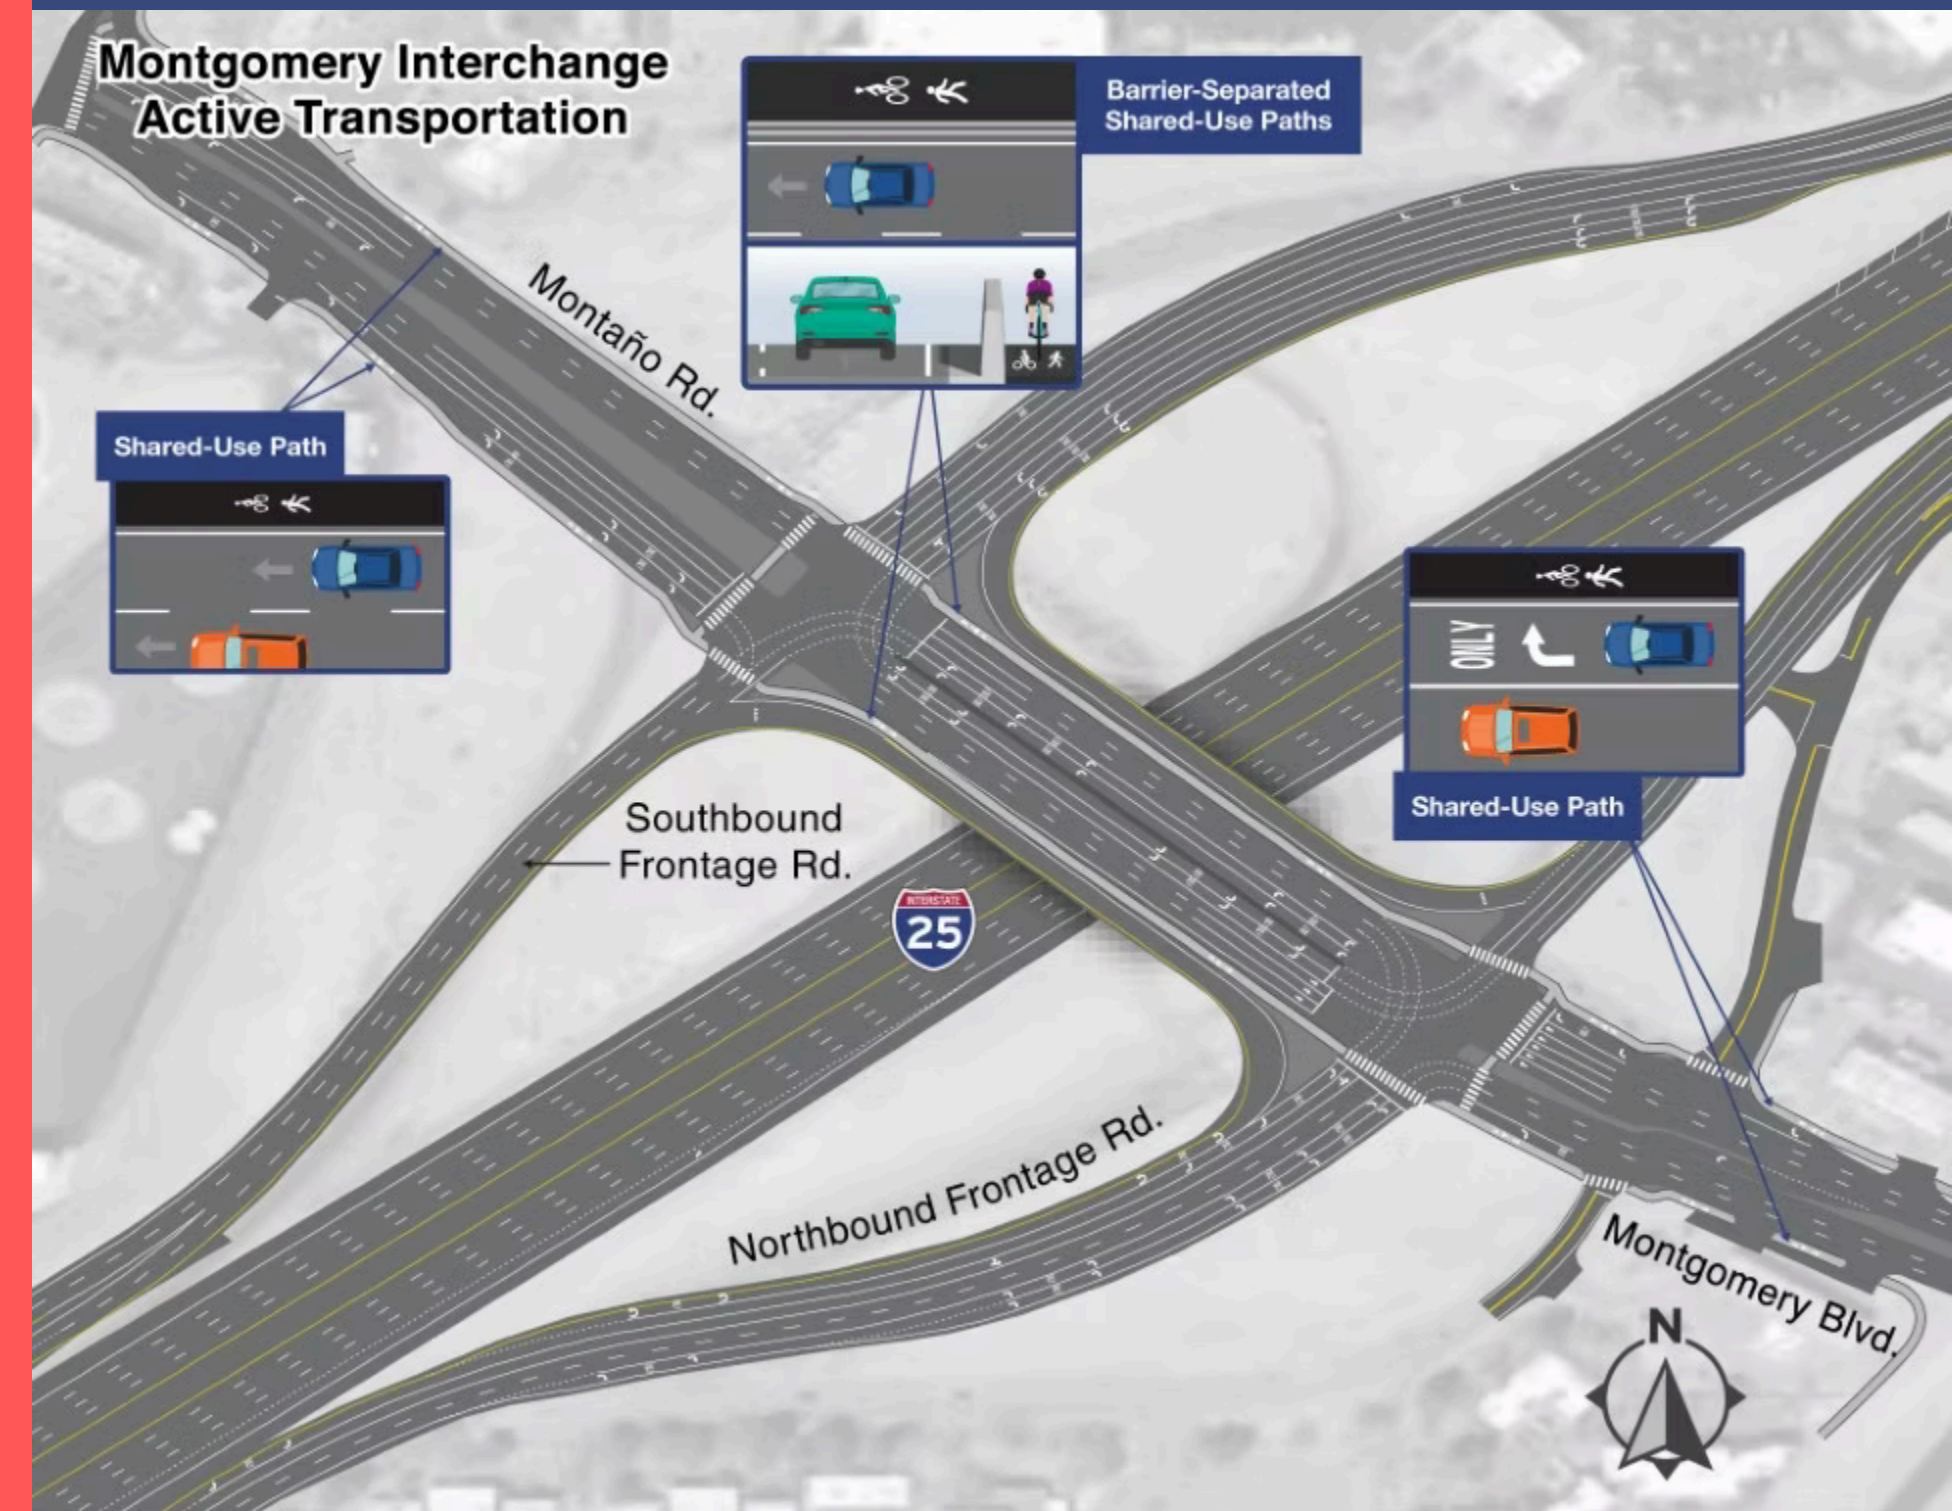 Montgomery Interchange
Active Transportation
Barrier-Separated
Shared-Use Paths
Montaño Rd.
Shared-Use Path
ONLY
Shared-Use Path
Southbound
Frontage Rd.
INTERSTATE
25
Northbound Frontage Rd.
Montgomery Blvd.
N